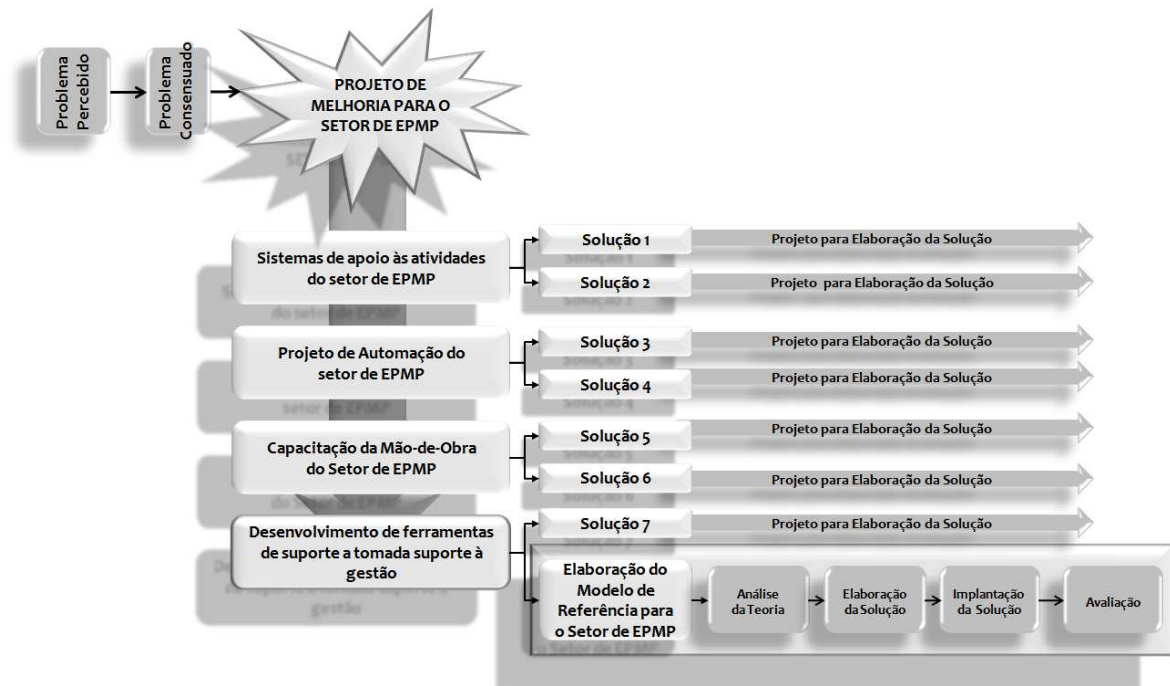 Problema
Percebido
Problema
Consensuado
PROJETO DE
MELHORIA PARA O
SETOR DE EPMP
Sistemas de apoio às atividades
do setor de EPMP
Solução 1
Projeto para Elaboração da Solução
Solução 2
Projeto para Elaboração da Solução
Projeto de Automação do
setor de EPMP
Solução 3
Projeto para Elaboração da Solução
Solução 4
Projeto para Elaboração da Solução
Capacitação da Mão-de-Obra
do Setor de EPMP
Solução 5
Projeto para Elaboração da Solução
Solução 6
Projeto para Elaboração da Solução
Desenvolvimento de ferramentas
de suporte a tomada suporte à
gestão
Solução 7
Projeto para Elaboração da Solução
Elaboração do
Modelo de
Referência para
o Setor de EPMP
Análise
da Teoria
Elaboração
da Solução
Implantação
da Solução
Avaliação